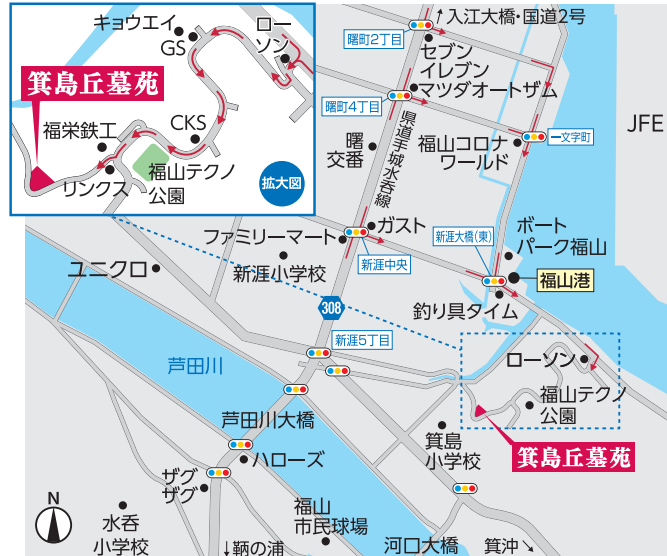 キョウエイ
GS
ロー
ソン
箕島丘墓苑
福栄鉄工
CKS
リンクス
福山テクノ
公園
拡大図
↑入江大橋・国道2号
曙町2丁目
セブン
イレブン
マツダオートザム
曙町4丁目
県道手城水呑線
曙
交番
福山コロナ
ワールド
一文字町
JFE
ガスト
ファミリーマート
新涯中央
新涯小学校
新涯大橋(東)
ボート
パーク福山
福山港
釣り具タイム
ユニクロ
308
新涯5丁目
芦田川
ローソン
福山テクノ
公園
箕島丘墓苑
芦田川大橋
箕島
小学校
ハローズ
ザグ
ザグ
N
水呑
小学校
福山
市民球場
↓鞆の浦
河口大橋
箕沖↘